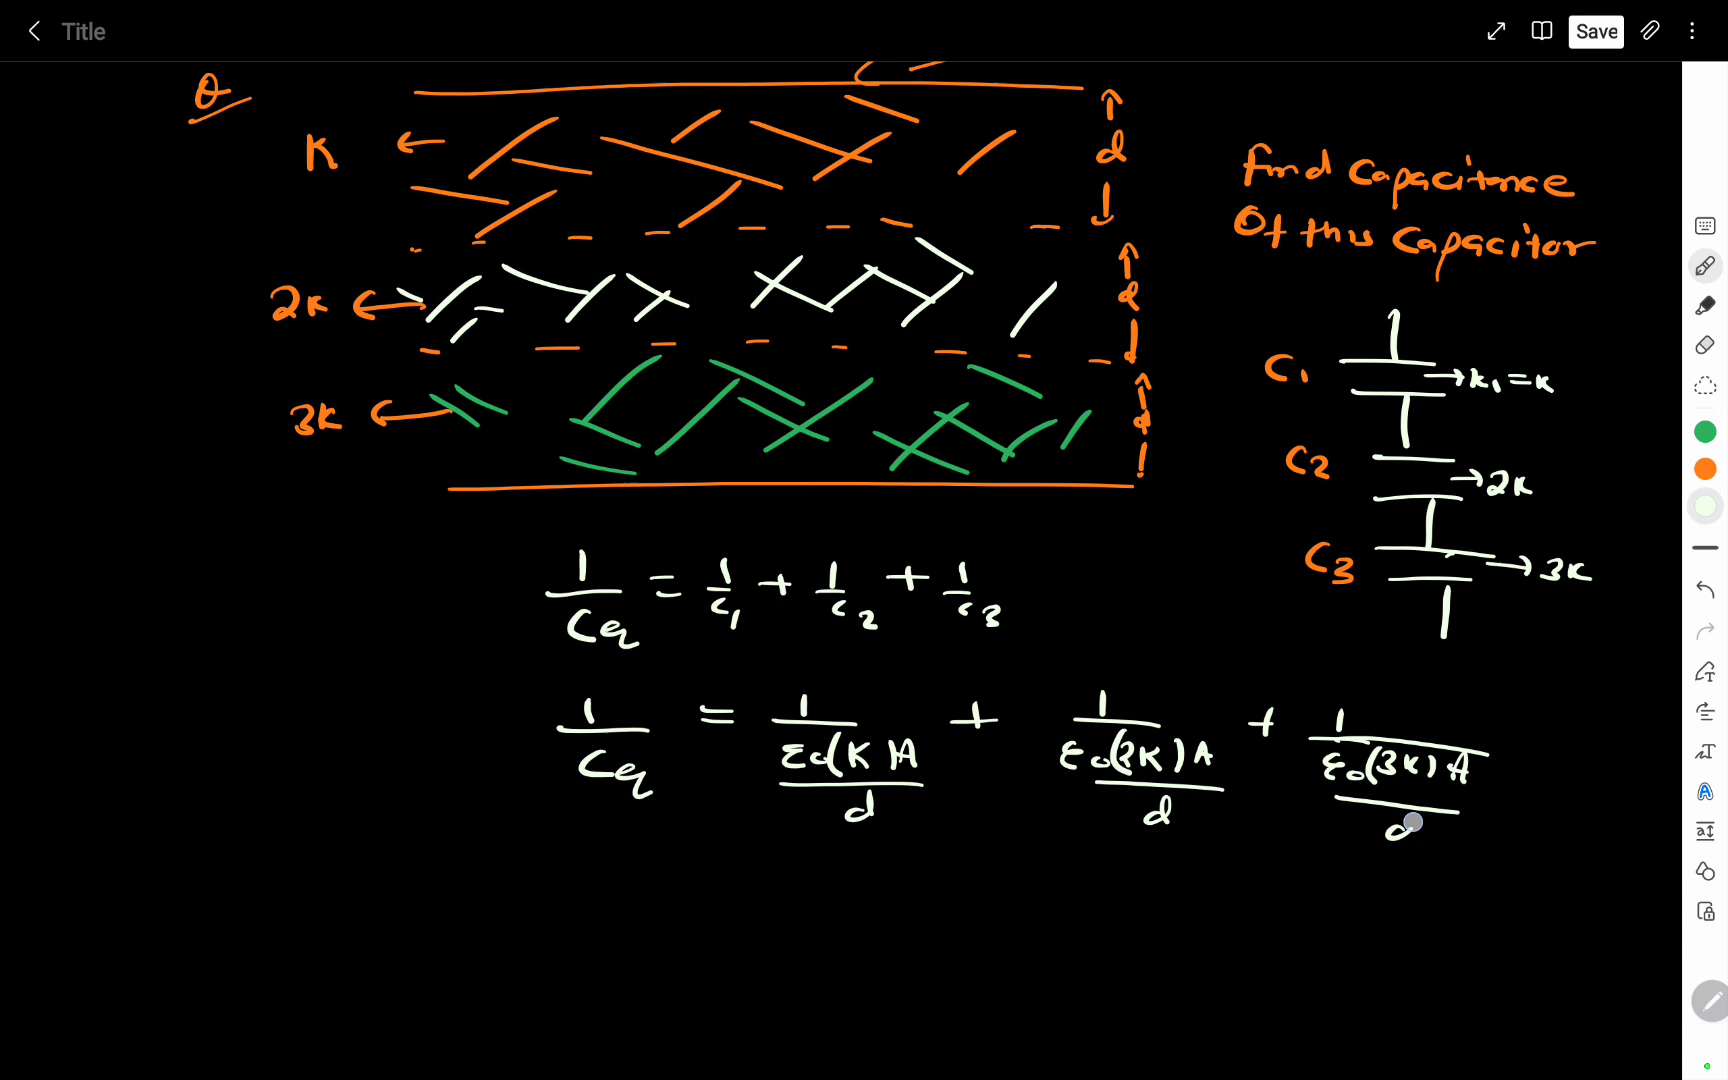 Title
Save
Q
K
d
find Capacitance
Of this Capacitor
2K
d
C1
→ K1 = K
3K
d
C2
→ 2K
C3
→ 3K
1/Ceq = 1/C1 + 1/C2 + 1/C3
1/Ceq = 1/(ε0(K)A/d) + 1/(ε0(2K)A/d) + 1/(ε0(3K)A/d)